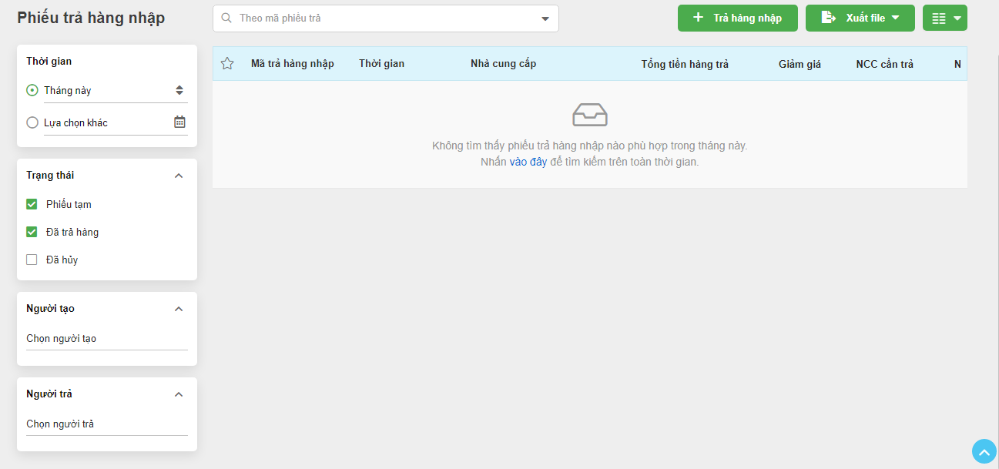 Phiếu trả hàng nhập
Theo mã phiếu trả
Trả hàng nhập
Xuất file
Thời gian
Tháng này
Lựa chọn khác
Trạng thái
Phiếu tạm
Đã trả hàng
Đã hủy
Người tạo
Chọn người tạo
Người trả
Chọn người trả
Mã trả hàng nhập Thời gian Nhà cung cấp Tổng tiền hàng trả Giảm giá NCC cần trả N
Không tìm thấy phiếu trả hàng nhập nào phù hợp trong tháng này.
Nhấn vào đây để tìm kiếm trên toàn thời gian.